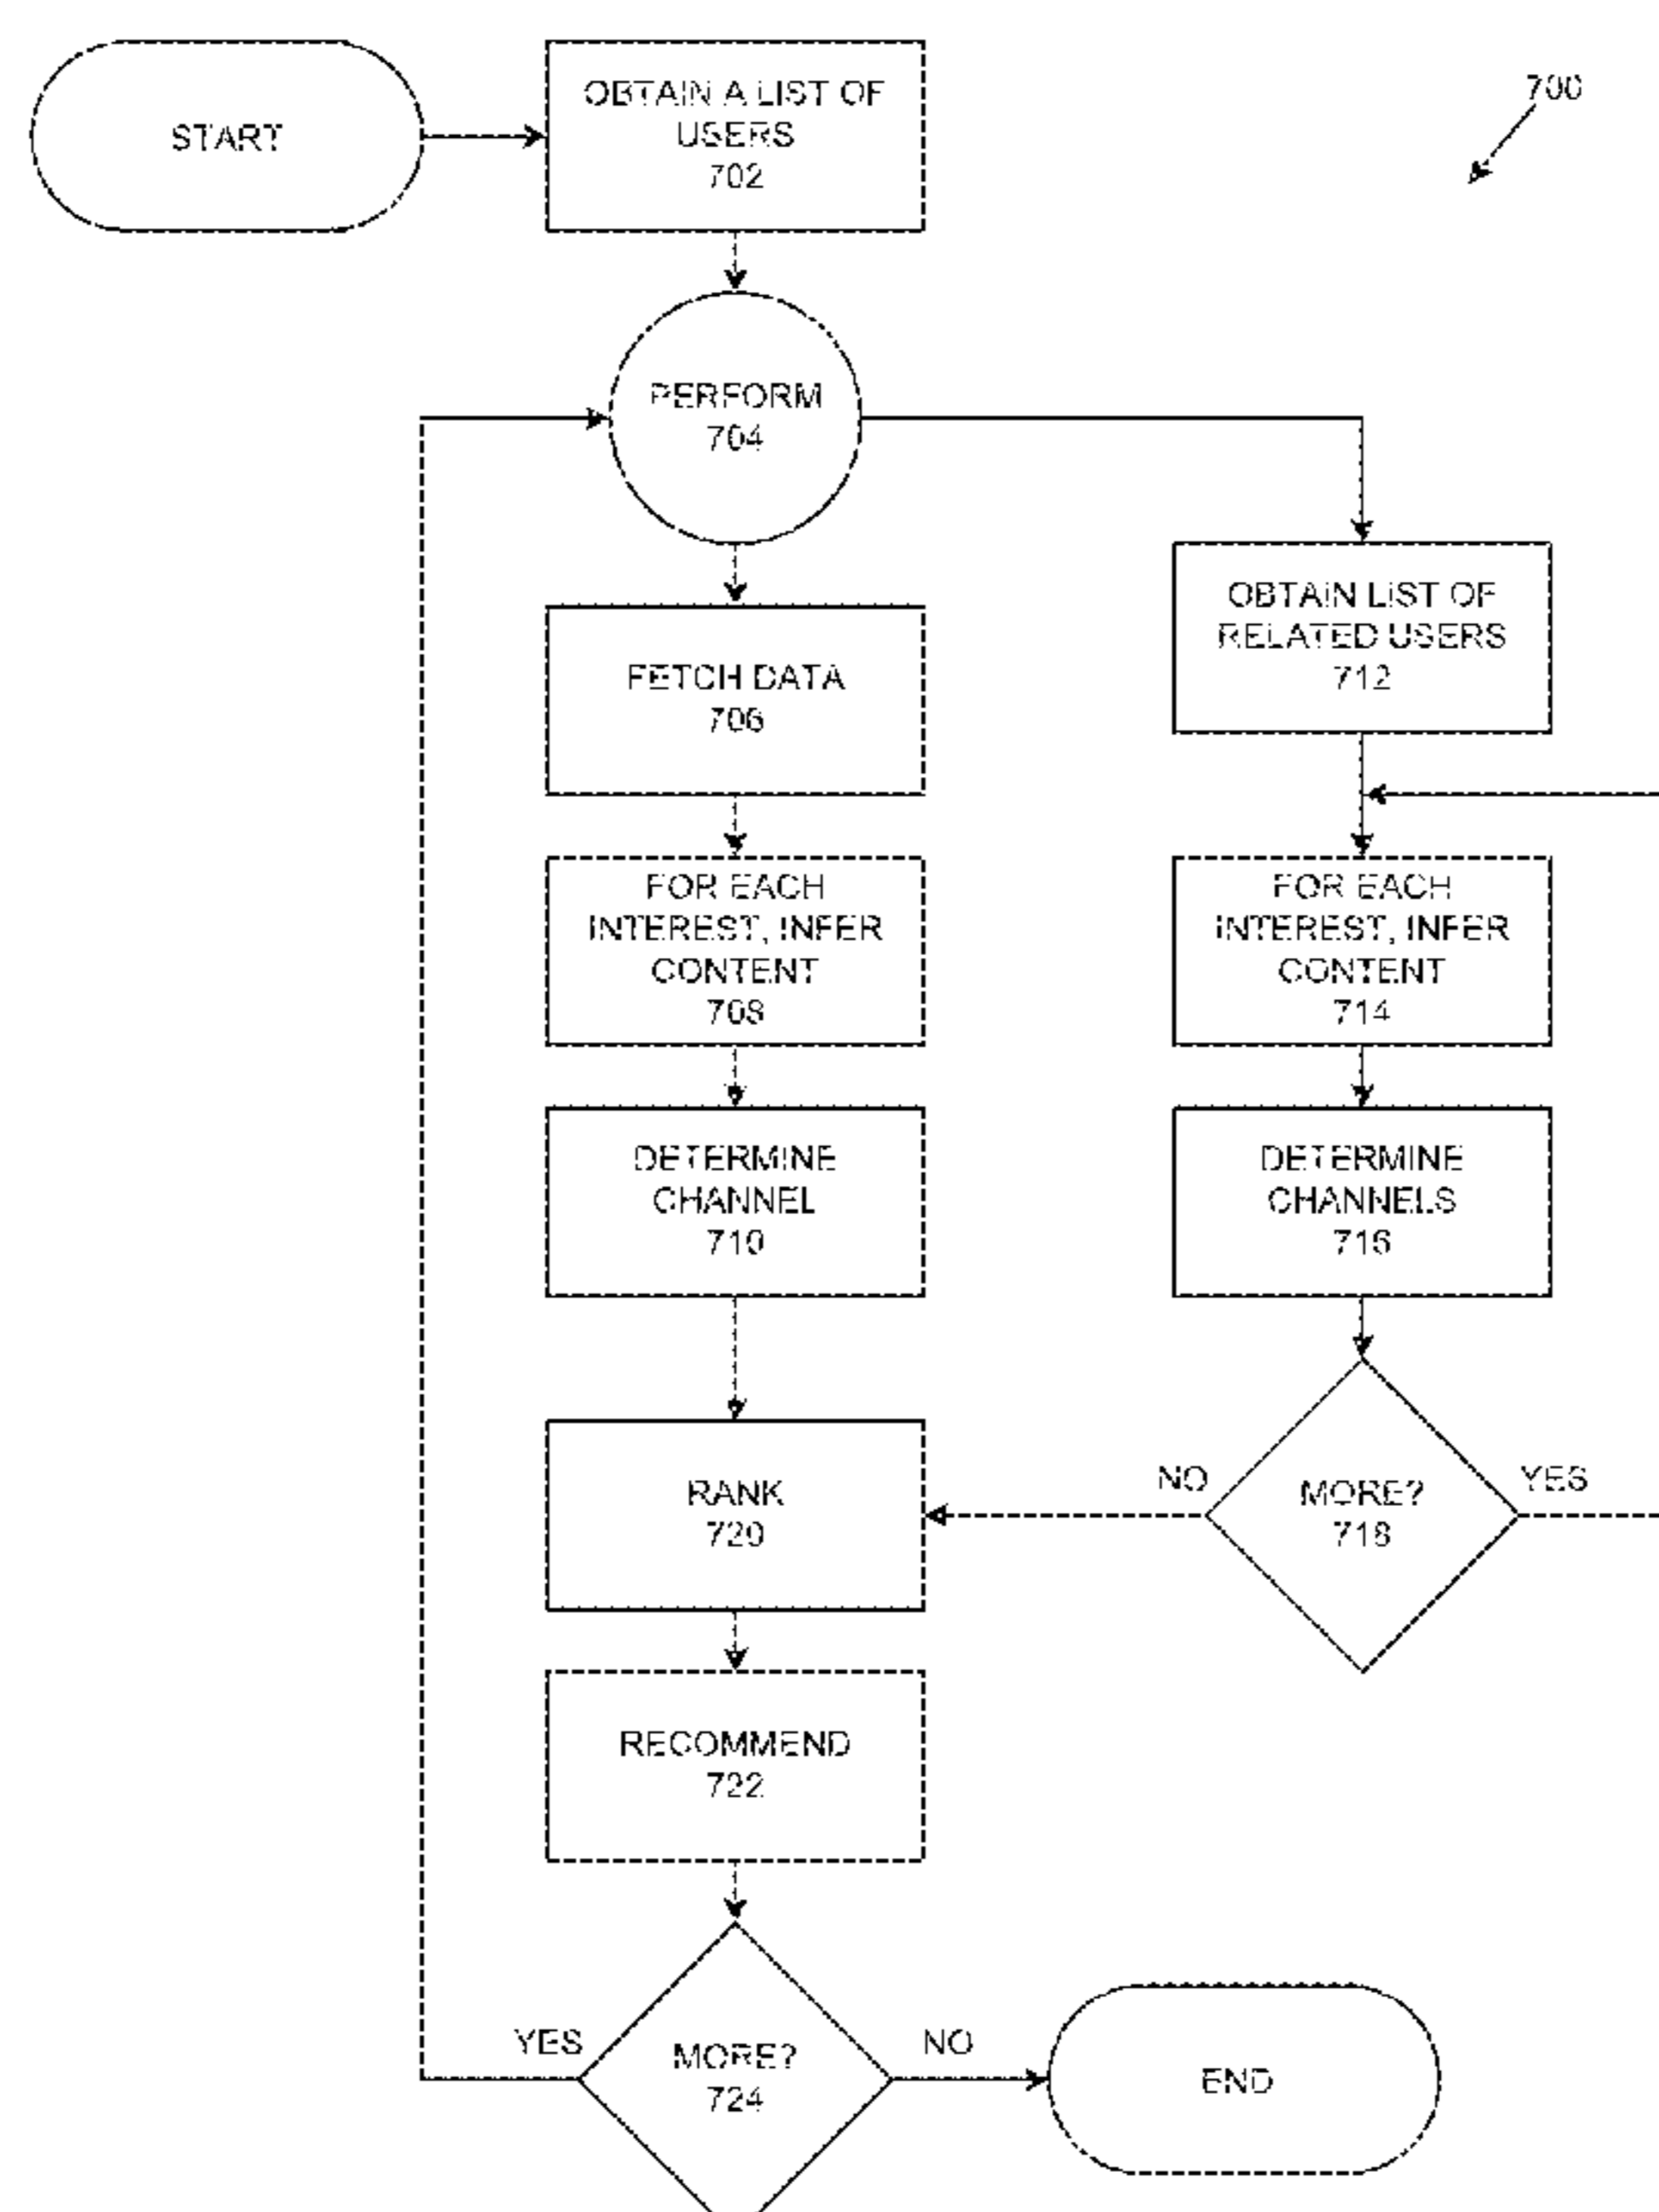 START
OBTAIN A LIST OF
USERS
702
700
PERFORM
704
OBTAIN LIST OF
RELATED USERS
712
FETCH DATA
706
FOR EACH
INTEREST, INFER
CONTENT
708
FOR EACH
INTEREST, INFER
CONTENT
714
DETERMINE
CHANNEL
710
DETERMINE
CHANNELS
716
RANK
720
NO
MORE?
718
YES
RECOMMEND
722
YES
MORE?
724
NO
END